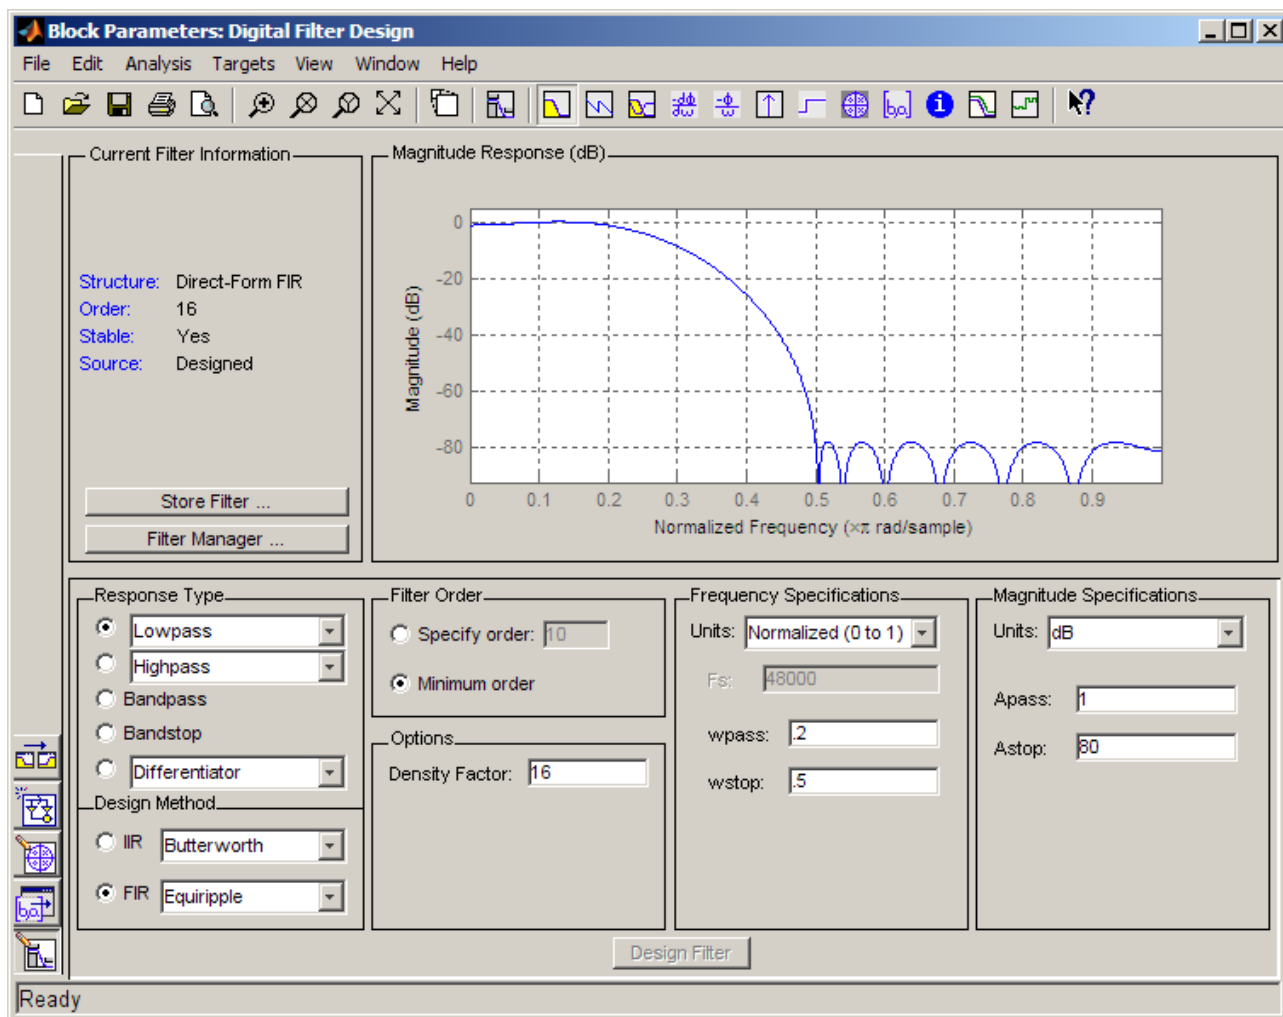 Block Parameters: Digital Filter Design
File Edit Analysis Targets View Window Help
Current Filter Information
Structure: Direct-Form FIR
Order: 16
Stable: Yes
Source: Designed
Store Filter ...
Filter Manager ...
Magnitude Response (dB)
Magnitude (dB)
0
-20
-40
-60
-80
0 0.1 0.2 0.3 0.4 0.5 0.6 0.7 0.8 0.9
Normalized Frequency (×π rad/sample)
Response Type
Lowpass
Highpass
Bandpass
Bandstop
Differentiator
Design Method
IIR Butterworth
FIR Equiripple
Filter Order
Specify order: 10
Minimum order
Options
Density Factor: 16
Frequency Specifications
Units: Normalized (0 to 1)
Fs: 48000
wpass: .2
wstop: .5
Magnitude Specifications
Units: dB
Apass: 1
Astop: 80
Design Filter
Ready